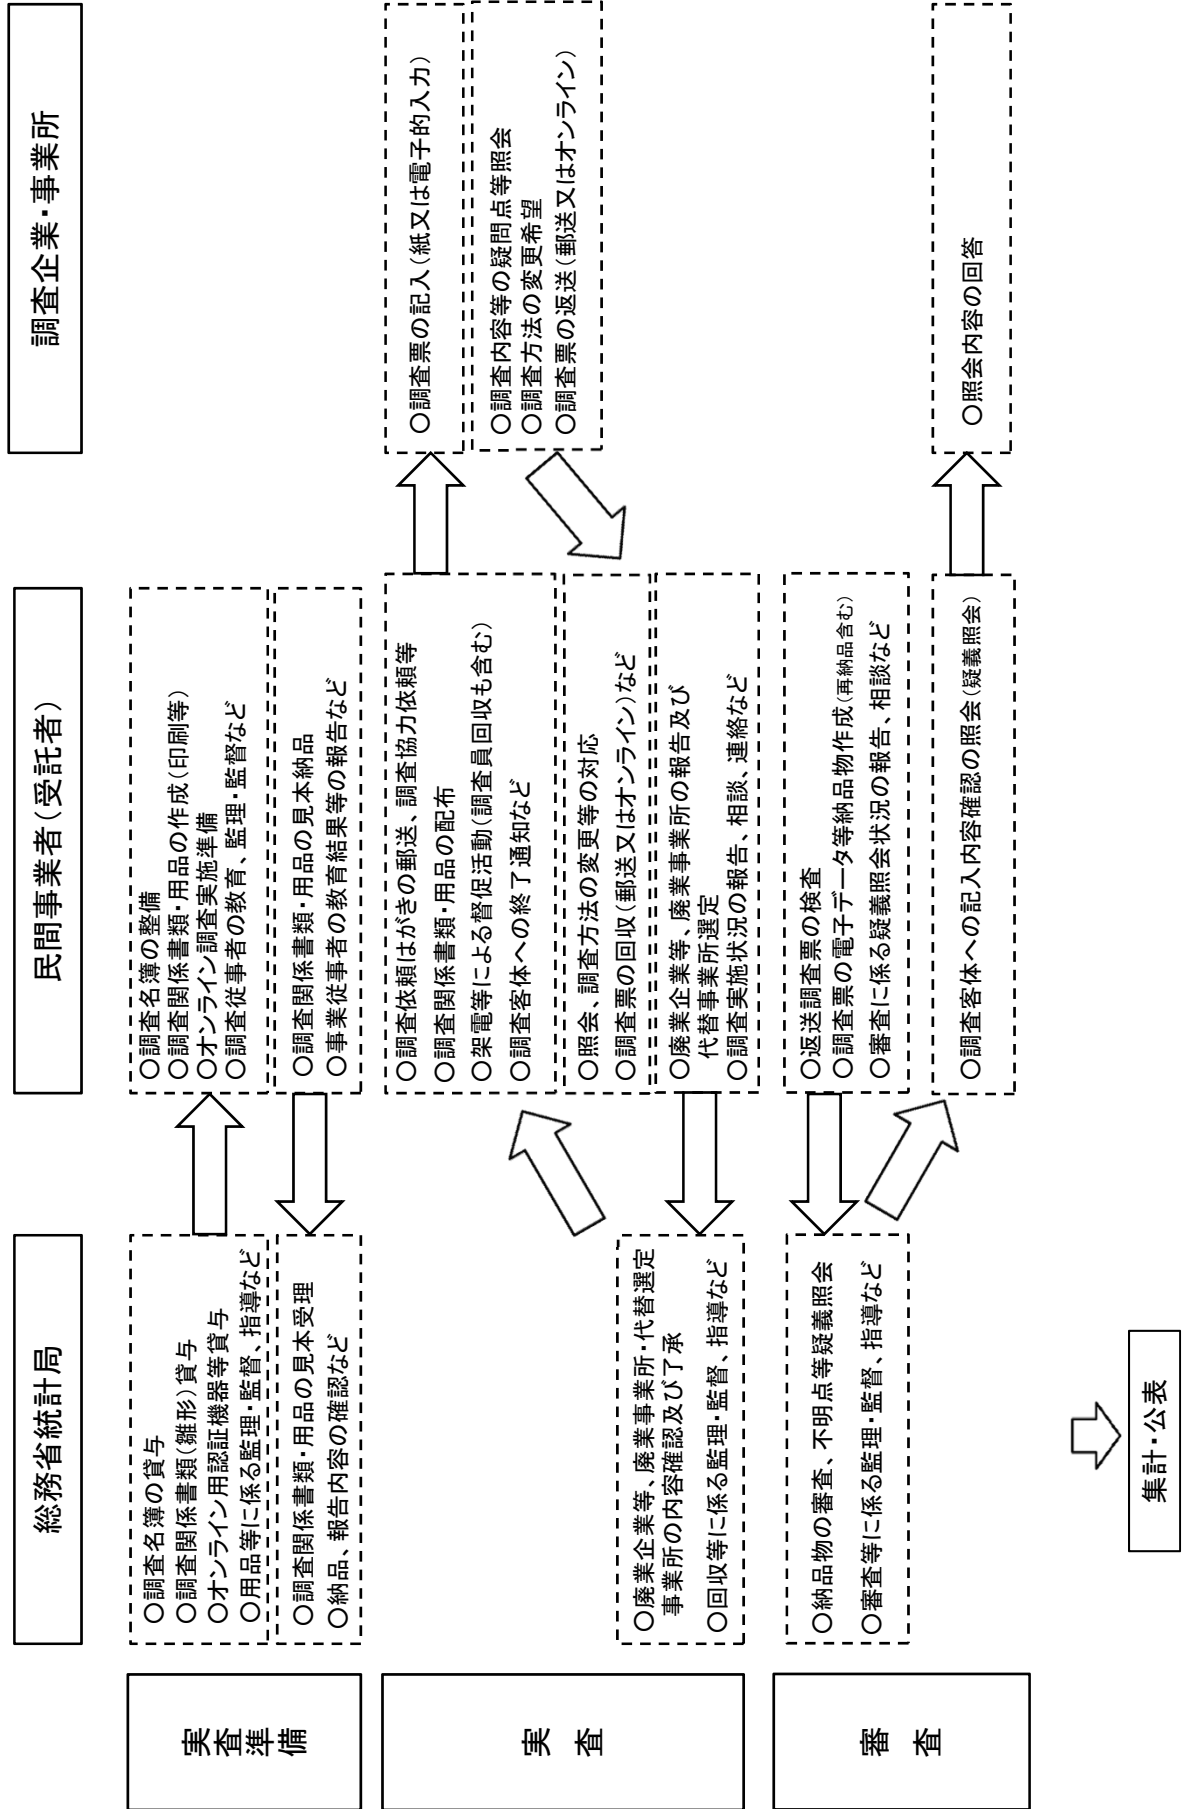 総務省統計局
民間事業者(受託者)
調査企業・事業所
実査準備
○調査名簿の貸与
○調査関係書類(雛形)貸与
○オンライン用認証機器等貸与
○用品等に係る監理・監督、指導など
○調査名簿の整備
○調査関係書類・用品の作成(印刷等)
○オンライン調査実施準備
○調査従事者の教育、監理・監督など
○調査関係書類・用品の見本受理
○納品、報告内容の確認など
○調査関係書類・用品の見本納品
○事業従事者の教育結果等の報告など
実査
○調査依頼はがきの郵送、調査協力依頼等
○調査関係書類・用品の配布
○架電等による督促活動(調査員回収も含む)
○調査客体への終了通知など
○調査票の記入(紙又は電子的入力)
○調査内容等の疑問点等照会
○調査方法の変更希望
○調査票の返送(郵送又はオンライン)
○照会、調査方法の変更等の対応
○調査票の回収(郵送又はオンライン)など
○廃業企業等、廃業事業所・代替選定
事業所の内容確認及び了承
○回収等に係る監理・監督、指導など
○廃業企業等、廃業事業所の報告及び
代替事業所選定
○調査実施状況の報告、相談、連絡など
審査
○納品物の審査、不明点等疑義照会
○審査等に係る監理・監督、指導など
○返送調査票の検査
○調査票の電子データ等納品物作成(再納品含む)
○審査に係る疑義照会状況の報告、相談など
○調査客体への記入内容確認の照会(疑義照会)
○照会内容の回答
集計・公表